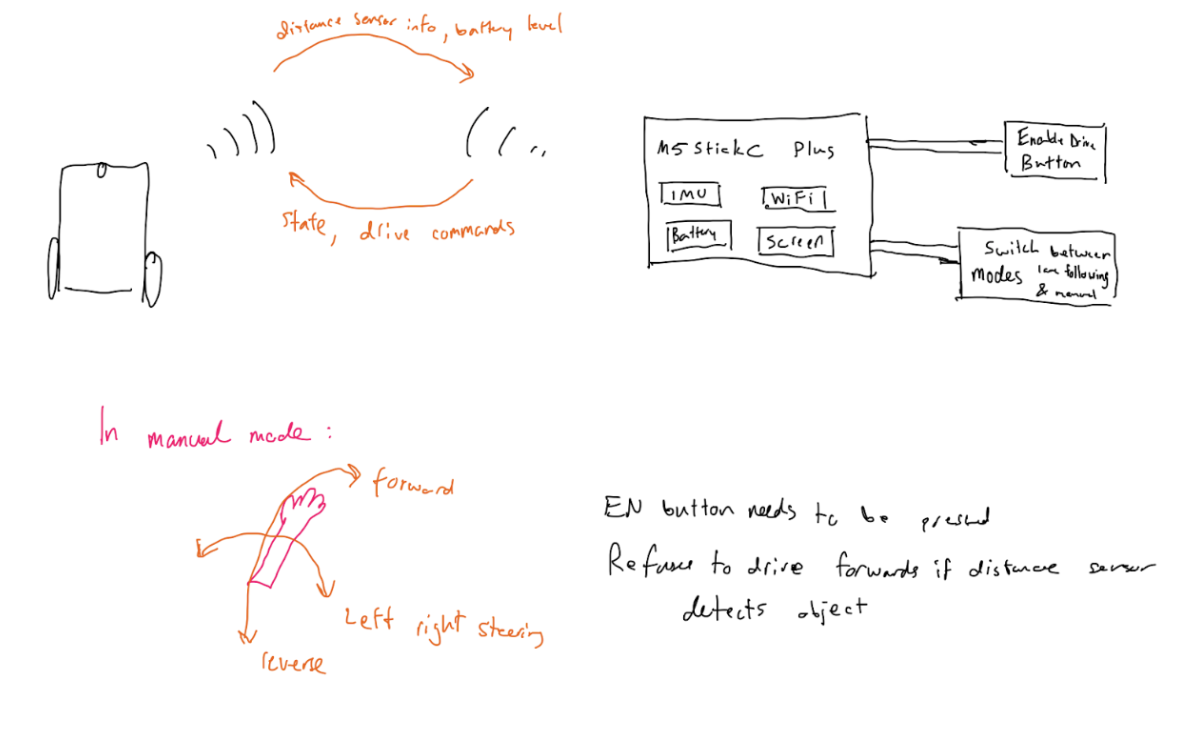 distance sensor info, battery level
state, drive commands
M5 StickC Plus
IMU
WiFi
Battery
Screen
Enable Drive
Button
Switch between
modes line following
& manual
In manual mode:
forward
Left right steering
reverse
EN button needs to be pressed
Refuses to drive forwards if distance sensor
detects object